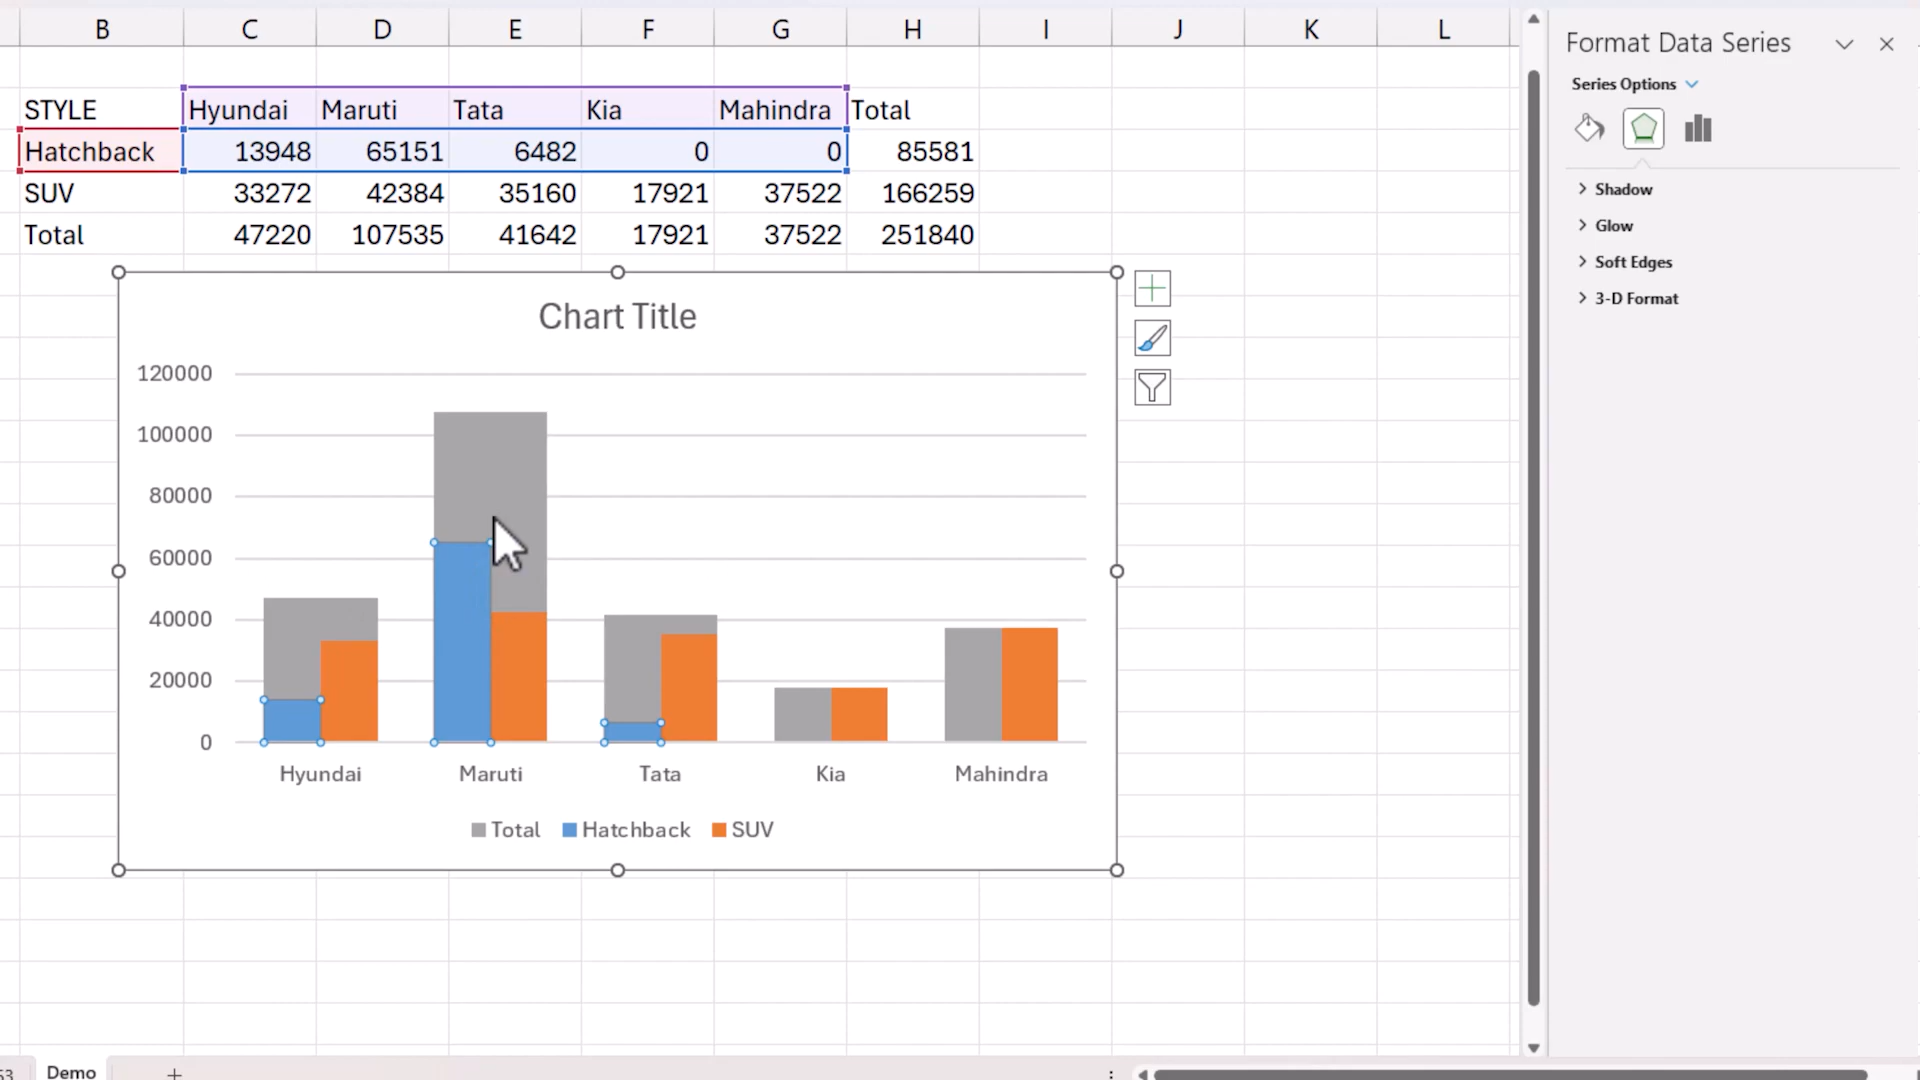 B C D E F G H I J K L
Format Data Series
Series Options
STYLE Hyundai Maruti Tata Kia Mahindra Total
Hatchback 13948 65151 6482 0 0 85581
SUV 33272 42384 35160 17921 37522 166259
Total 47220 107535 41642 17921 37522 251840
Shadow
Glow
Soft Edges
3-D Format
Chart Title
120000
100000
80000
60000
40000
20000
0
Hyundai Maruti Tata Kia Mahindra
Total Hatchback SUV
53 Demo +